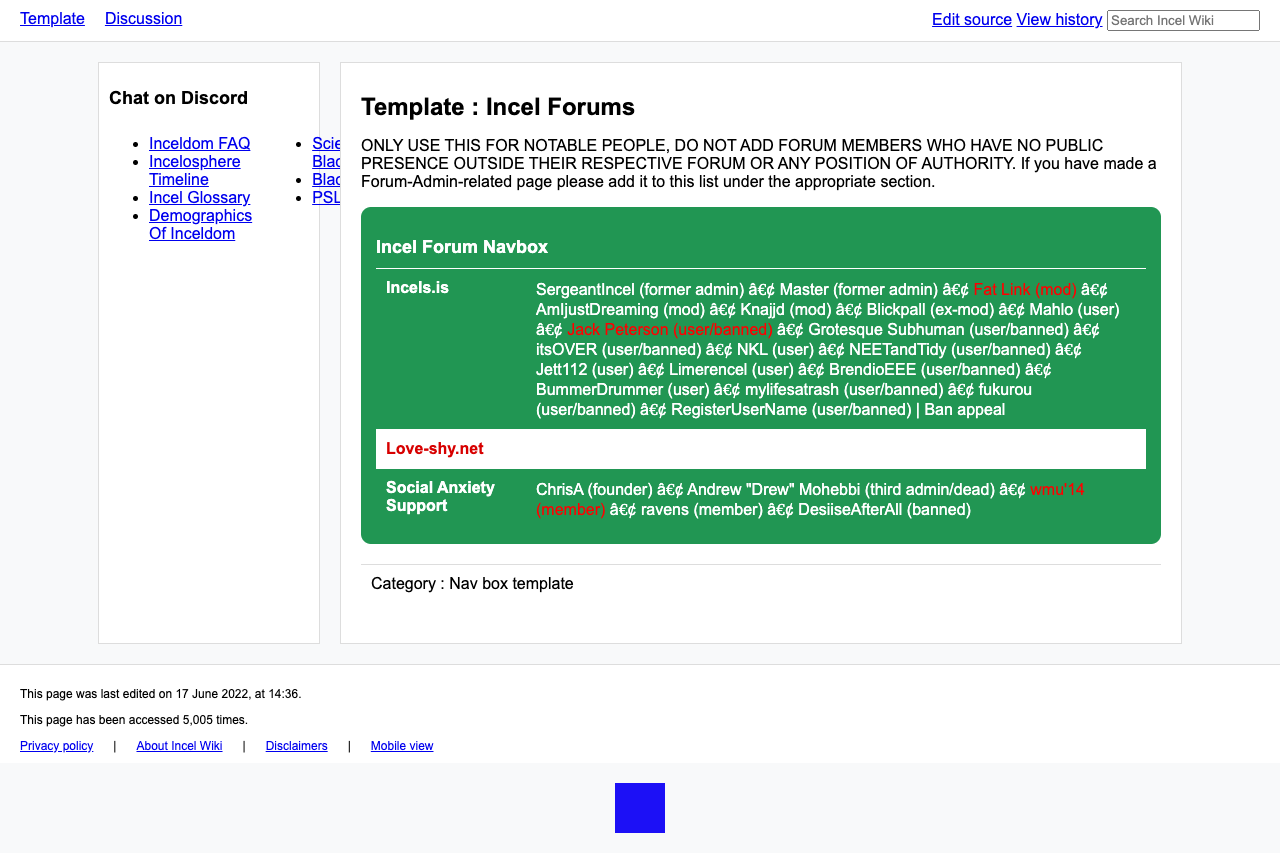 Template Discussion Edit source View history Search Incel Wiki
Chat on Discord
Inceldom FAQ
Incelosphere
Timeline
Incel Glossary
Demographics
Of Inceldom
PSL
Template : Incel Forums
ONLY USE THIS FOR NOTABLE PEOPLE, DO NOT ADD FORUM MEMBERS WHO HAVE NO PUBLIC
PRESENCE OUTSIDE THEIR RESPECTIVE FORUM OR ANY POSITION OF AUTHORITY. If you have made a
Forum-Admin-related page please add it to this list under the appropriate section.
Incel Forum Navbox
Incels.is
SergeantIncel (former admin) â€¢ Master (former admin) â€¢ Fat Link (mod) â€¢
AmIjustDreaming (mod) â€¢ Knajjd (mod) â€¢ Blickpall (ex-mod) â€¢ Mahlo (user)
â€¢ Jack Peterson (user/banned) â€¢ Grotesque Subhuman (user/banned) â€¢
itsOVER (user/banned) â€¢ NKL (user) â€¢ NEETandTidy (user/banned) â€¢
Jett112 (user) â€¢ Limerencel (user) â€¢ BrendioEEE (user/banned) â€¢
BummerDrummer (user) â€¢ mylifesatrash (user/banned) â€¢ fukurou
(user/banned) â€¢ RegisterUserName (user/banned) | Ban appeal
Love-shy.net
Social Anxiety
Support
ChrisA (founder) â€¢ Andrew "Drew" Mohebbi (third admin/dead) â€¢ wmu'14
(member) â€¢ ravens (member) â€¢ DesiiseAfterAll (banned)
Category : Nav box template
This page was last edited on 17 June 2022, at 14:36.
This page has been accessed 5,005 times.
Privacy policy | About Incel Wiki | Disclaimers | Mobile view